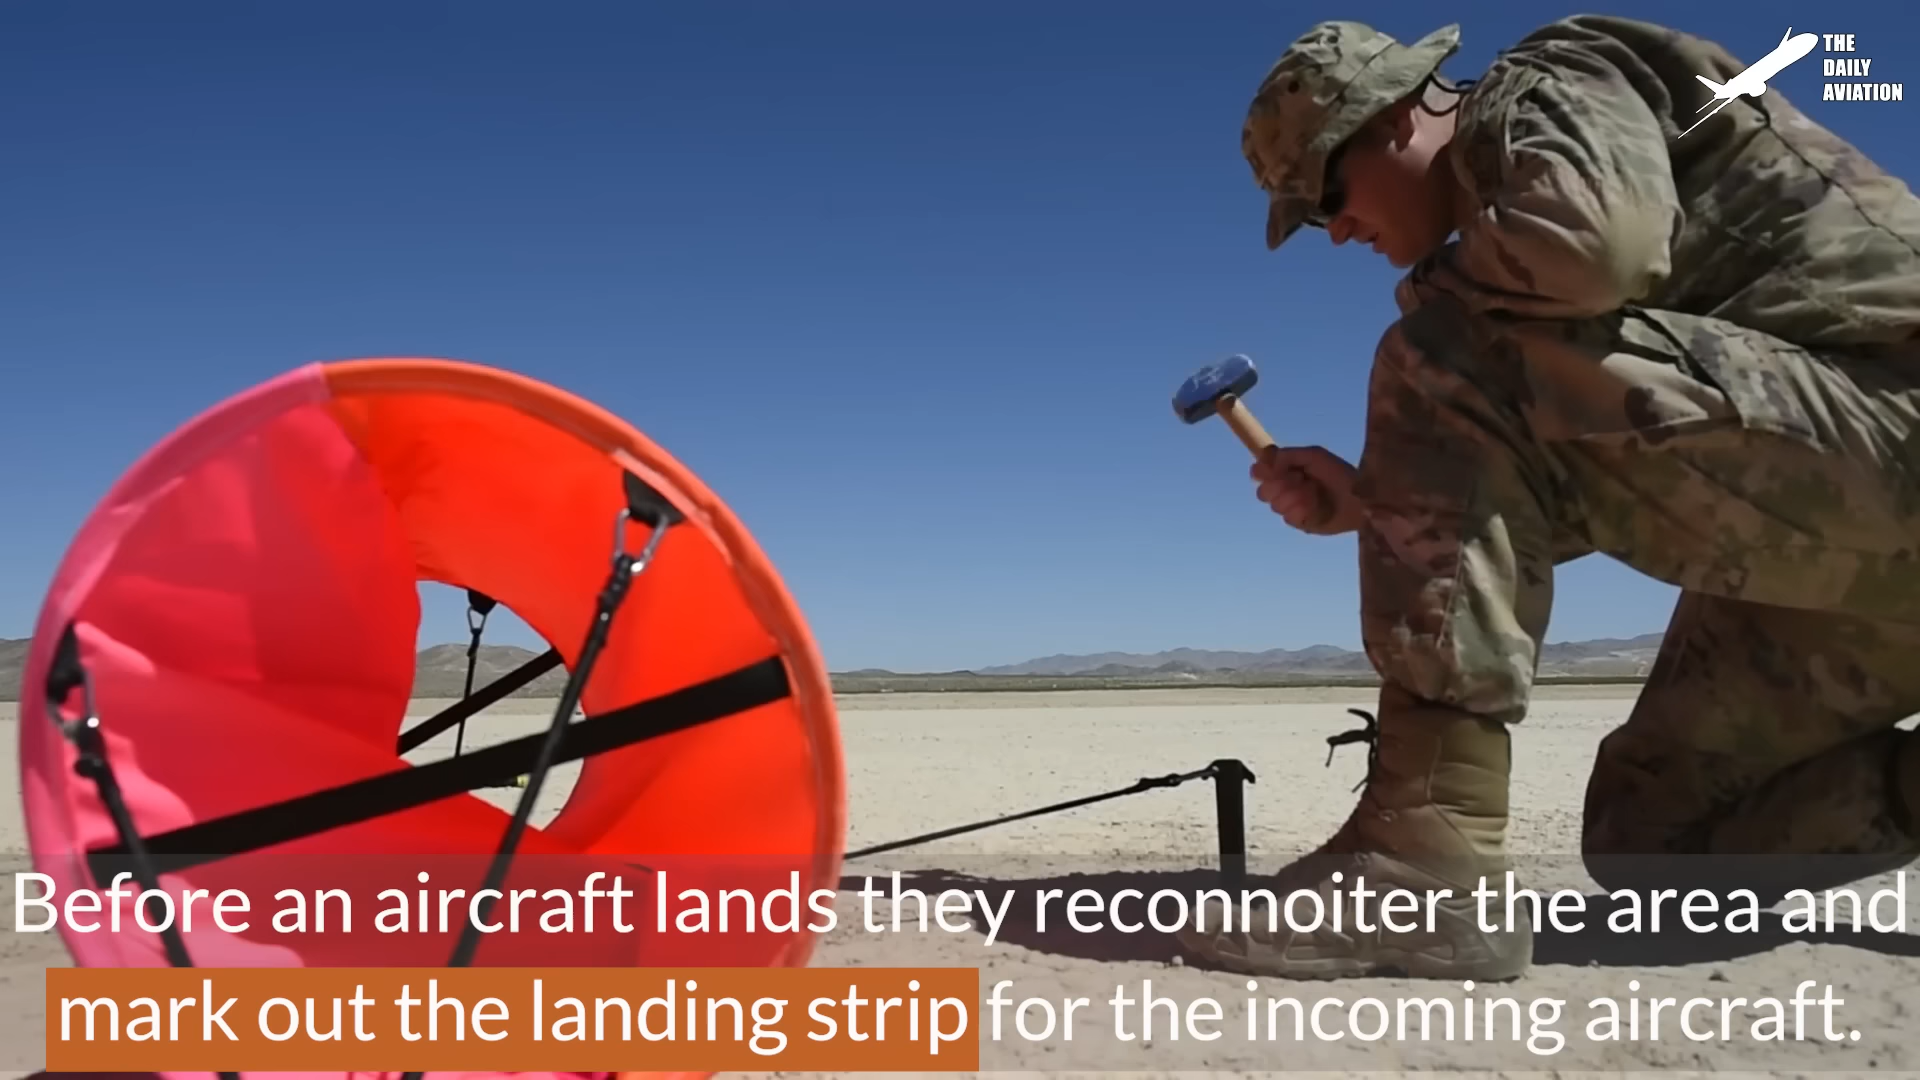 THE
DAILY
AVIATION
Before an aircraft lands they reconnoiter the area and
mark out the landing strip for the incoming aircraft.